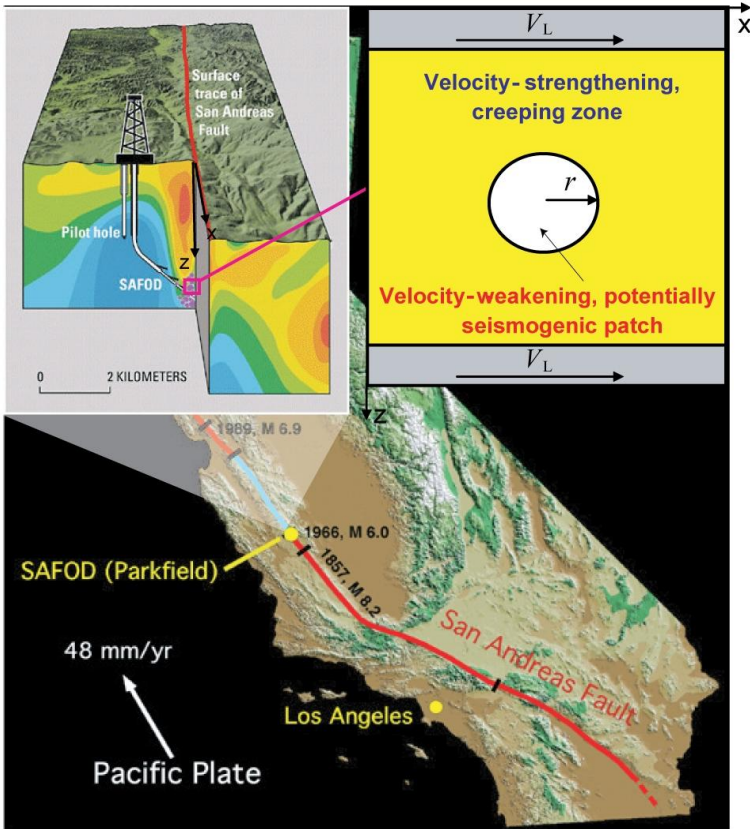 Surface
trace of
San Andreas
Fault
Pilot hole
x
z
SAFOD
0 2 KILOMETERS
V_L
x
Velocity-strengthening,
creeping zone
r
Velocity-weakening, potentially
seismogenic patch
V_L
z
1989, M 6.9
1966, M 6.0
SAFOD (Parkfield)
1857, M 8.2
48 mm/yr
San Andreas Fault
Los Angeles
Pacific Plate